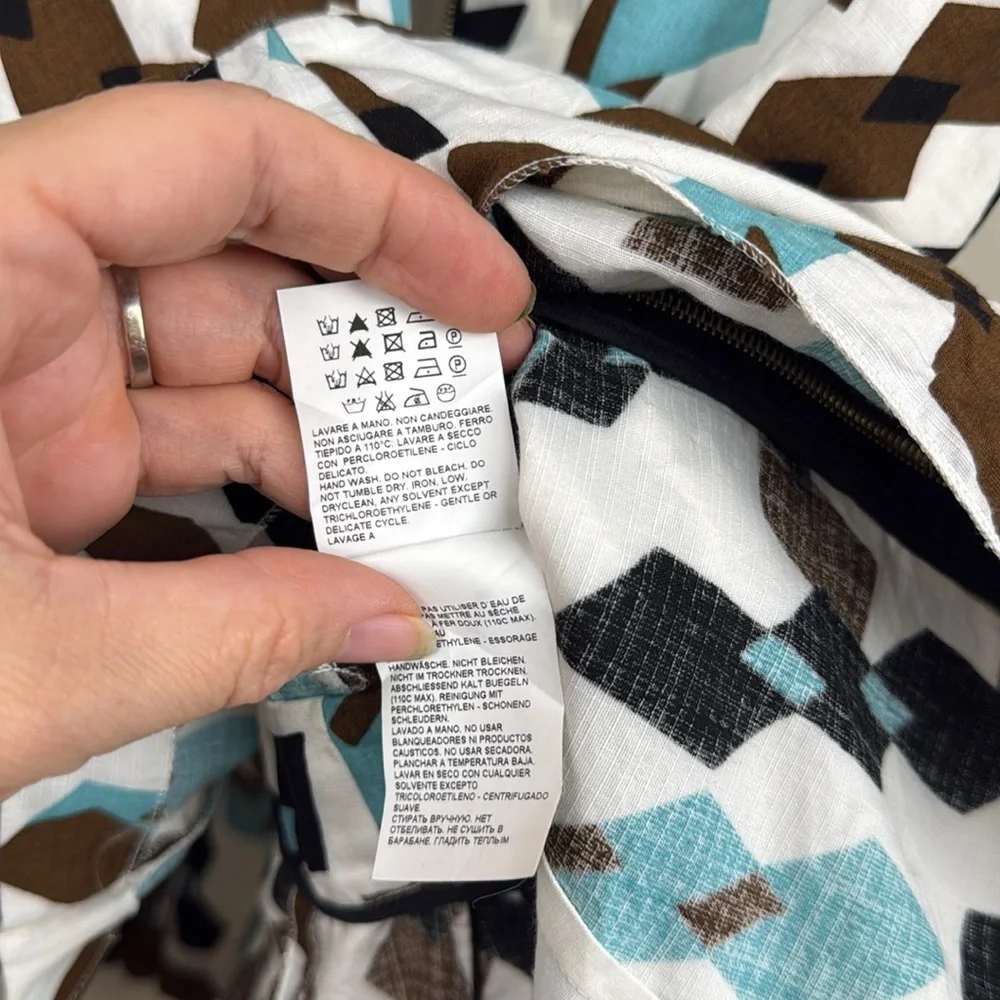 LAVARE A MANO. NON CANDEGGIARE.
NON ASCIUGARE A TAMBURO. FERRO
TIEPIDO A 110°C. LAVARE A SECCO
CON PERCLOROETILENE - CICLO
DELICATO.
HAND WASH. DO NOT BLEACH. DO
NOT TUMBLE DRY. IRON, LOW.
DRYCLEAN, ANY SOLVENT EXCEPT
TRICHLOROETHYLENE - GENTLE OR
DELICATE CYCLE.
LAVAGE A
PAS UTILISER D'EAU DE
METTRE AU SÈCHE
FER DOUX (110C MAX).
ETHYLENE - ESSORAGE
HANDWÄSCHE. NICHT BLEICHEN.
NICHT IM TROCKNER TROCKNEN.
ABSCHLIESSEND KALT BUEGELN
(110C MAX). REINIGUNG MIT
PERCHLORETHYLEN - SCHONEND
SCHLEUDERN.
LAVADO A MANO. NO USAR
BLANQUEADORES NI PRODUCTOS
CAUSTICOS. NO USAR SECADORA.
PLANCHAR A TEMPERATURA BAJA.
LAVAR EN SECO CON CUALQUIER
SOLVENTE EXCEPTO
TRICOLOROETILENO - CENTRIFUGADO
SUAVE.
СТИРАТЬ ВРУЧНУЮ. НЕТ
ОТБЕЛИВАТЬ. НЕ СУШИТЬ В
БАРАБАНЕ. ГЛАДИТЬ ТЕПЛЫМ